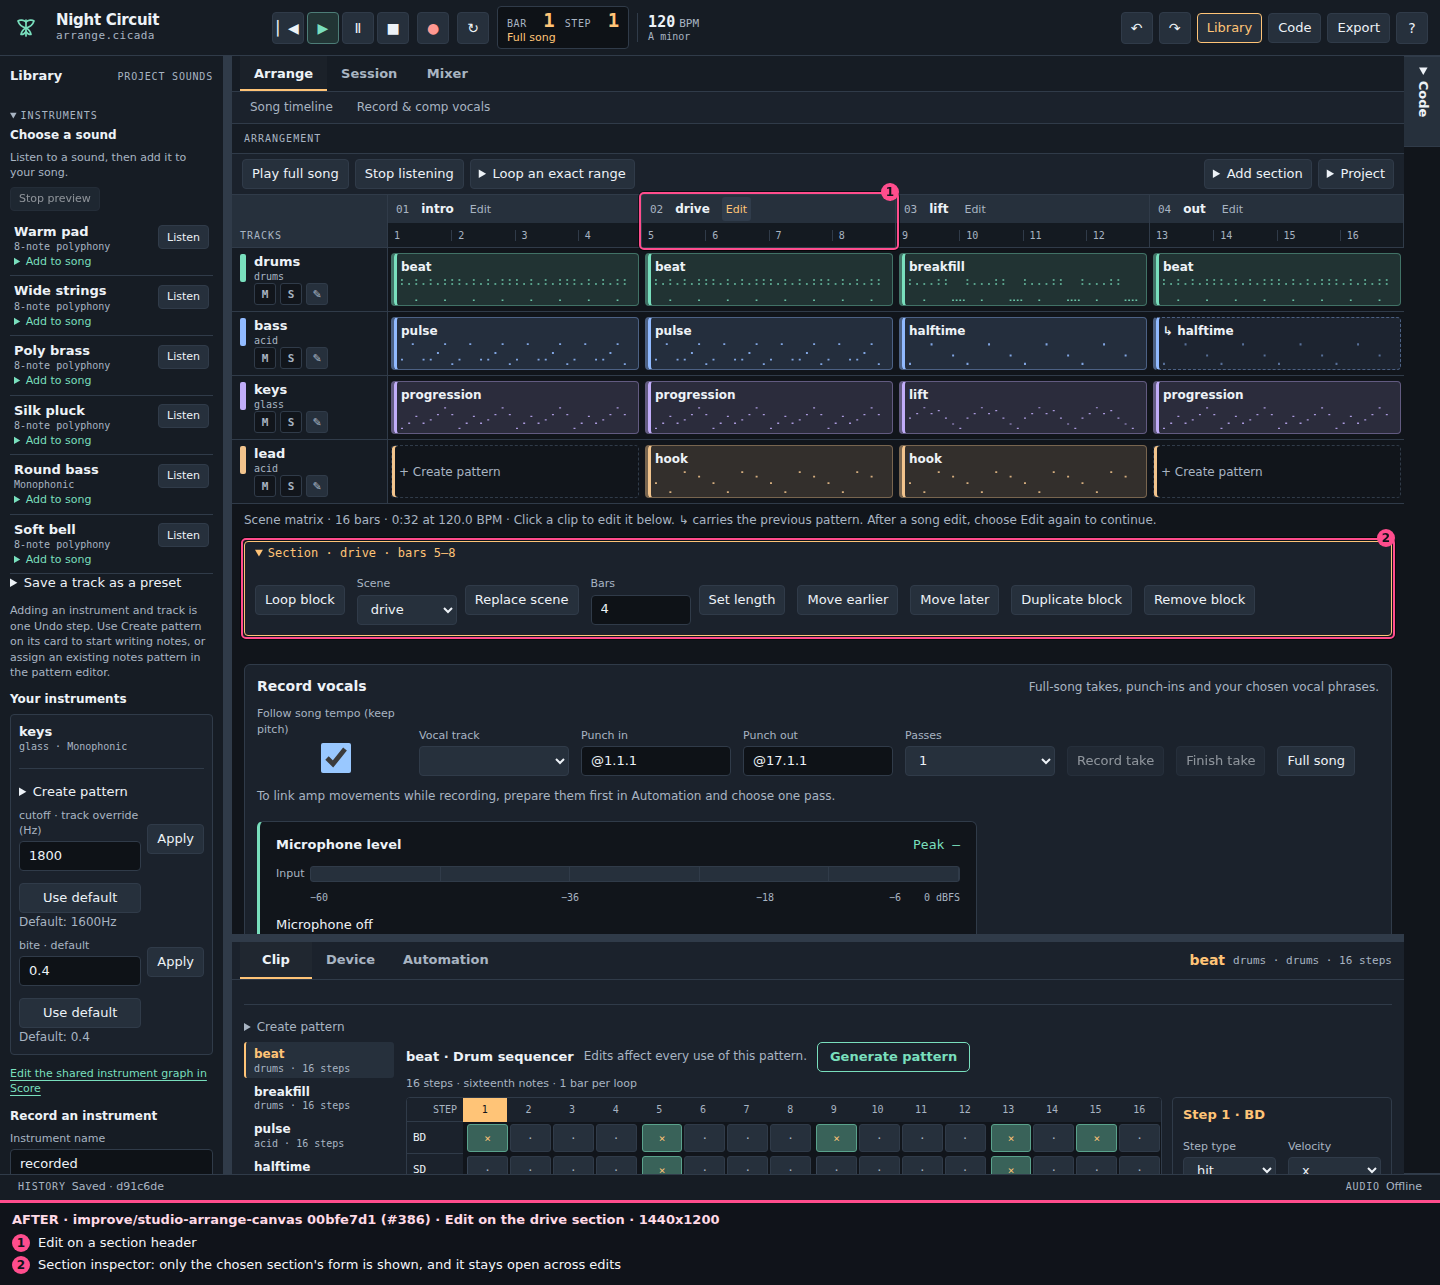 Night Circuit
arrange.cicada
BAR 1 STEP 1
Full song
120 BPM
A minor
Library
Code
Export
?
Library
PROJECT SOUNDS
▼ INSTRUMENTS
Choose a sound
Listen to a sound, then add it to
your song.
Stop preview
Warm pad
8-note polyphony
▶ Add to song
Listen
Wide strings
8-note polyphony
▶ Add to song
Listen
Poly brass
8-note polyphony
▶ Add to song
Listen
Silk pluck
8-note polyphony
▶ Add to song
Listen
Round bass
Monophonic
▶ Add to song
Listen
Soft bell
8-note polyphony
▶ Add to song
Listen
▶ Save a track as a preset
Adding an instrument and track is
one Undo step. Use Create pattern
on its card to start writing notes, or
assign an existing notes pattern in
the pattern editor.
Your instruments
keys
glass · Monophonic
▶ Create pattern
cutoff · track override
(Hz)
1800
Apply
Use default
Default: 1600Hz
bite · default
0.4
Apply
Use default
Default: 0.4
Edit the shared instrument graph in
Score
Record an instrument
Instrument name
recorded
Arrange Session Mixer
Song timeline Record & comp vocals
ARRANGEMENT
Play full song Stop listening ▶ Loop an exact range ▶ Add section ▶ Project
1
01 intro Edit 02 drive Edit 03 lift Edit 04 out Edit
TRACKS 1 2 3 4 5 6 7 8 9 10 11 12 13 14 15 16
drums
drums
M S ✎
beat beat breakfill beat
bass
acid
M S ✎
pulse pulse halftime ↳ halftime
keys
glass
M S ✎
progression progression lift progression
lead
acid
M S ✎
+ Create pattern hook hook + Create pattern
Scene matrix · 16 bars · 0:32 at 120.0 BPM · Click a clip to edit it below. ↳ carries the previous pattern. After a song edit, choose Edit again to continue.
2
▼ Section · drive · bars 5–8
Loop block
Scene
drive
Replace scene
Bars
4
Set length
Move earlier
Move later
Duplicate block
Remove block
Record vocals
Full-song takes, punch-ins and your chosen vocal phrases.
Follow song tempo (keep
pitch)
Vocal track
Punch in
@1.1.1
Punch out
@17.1.1
Passes
1
Record take
Finish take
Full song
To link amp movements while recording, prepare them first in Automation and choose one pass.
Microphone level
Peak —
Input
−60 −36 −18 −6 0 dBFS
Microphone off
Clip Device Automation
beat drums · drums · 16 steps
▶ Create pattern
beat
drums · 16 steps
breakfill
drums · 16 steps
pulse
acid · 16 steps
halftime
beat · Drum sequencer
Edits affect every use of this pattern.
Generate pattern
16 steps · sixteenth notes · 1 bar per loop
STEP 1 2 3 4 5 6 7 8 9 10 11 12 13 14 15 16
BD × · · · × · · · × · · · × · × ·
SD · · · · × · · · · · · · × · · ·
Step 1 · BD
Step type
hit
Velocity
x
▶ Code
HISTORY Saved · d91c6de
AUDIO Offline
AFTER · improve/studio-arrange-canvas 00bfe7d1 (#386) · Edit on the drive section · 1440x1200
1 Edit on a section header
2 Section inspector: only the chosen section's form is shown, and it stays open across edits